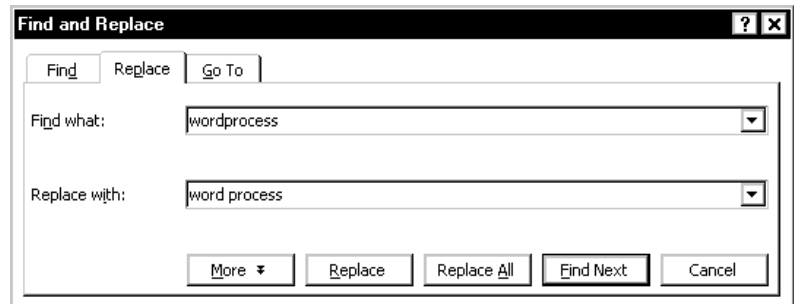 Find and Replace ? X
Find Replace Go To
Find what: wordprocess
Replace with: word process
More Replace Replace All Find Next Cancel